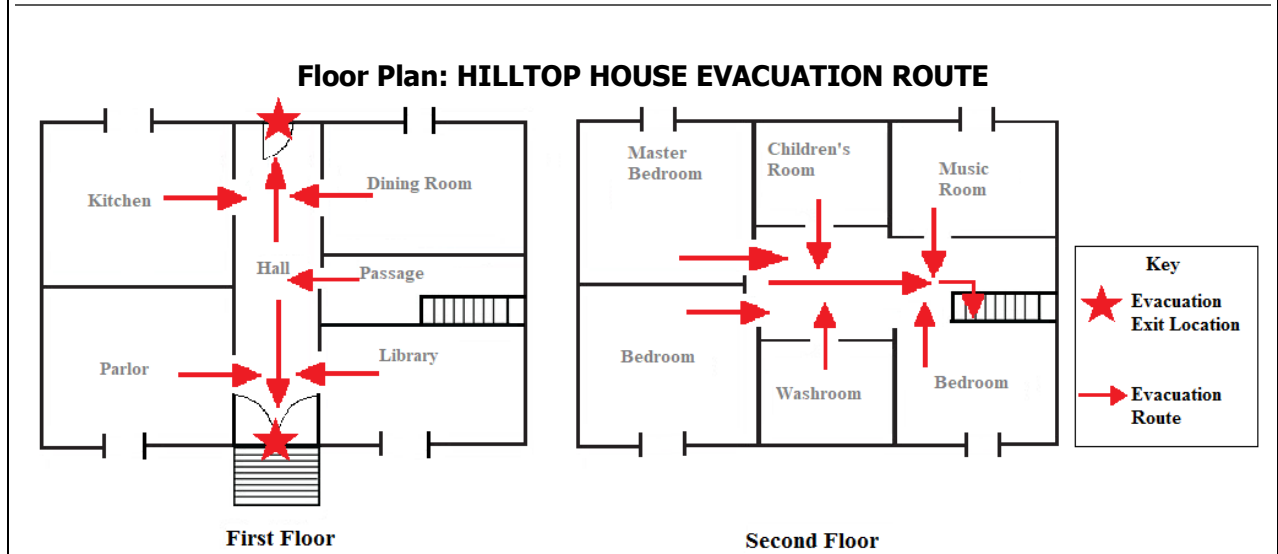 Floor Plan: HILLTOP HOUSE EVACUATION ROUTE
Kitchen
Dining Room
Hall
Passage
Parlor
Library
First Floor
Master
Bedroom
Children's
Room
Music
Room
Bedroom
Washroom
Bedroom
Second Floor
Key
Evacuation
Exit Location
Evacuation
Route